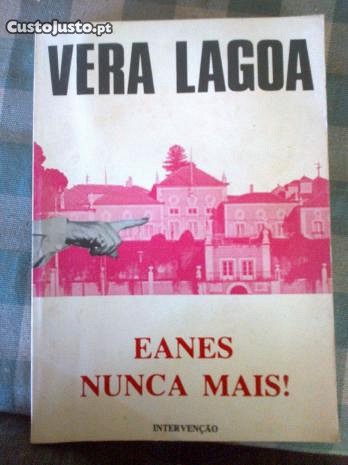 CustoJusto.pt
VERA LAGOA
EANES
NUNCA MAIS!
INTERVENÇÃO